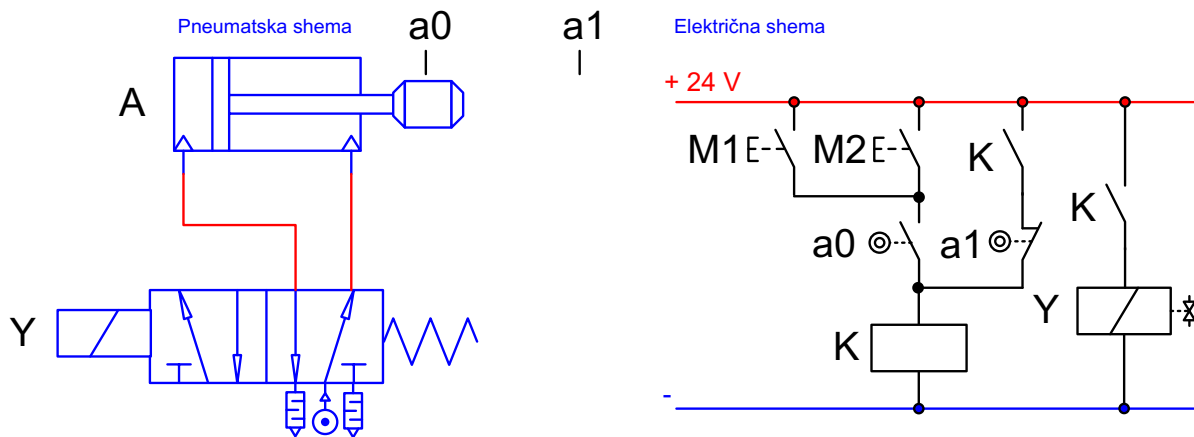 Pneumatska shema
a0
a1
Električna shema
A
+ 24 V
M1
M2
K
K
a0
a1
Y
Y
K
-